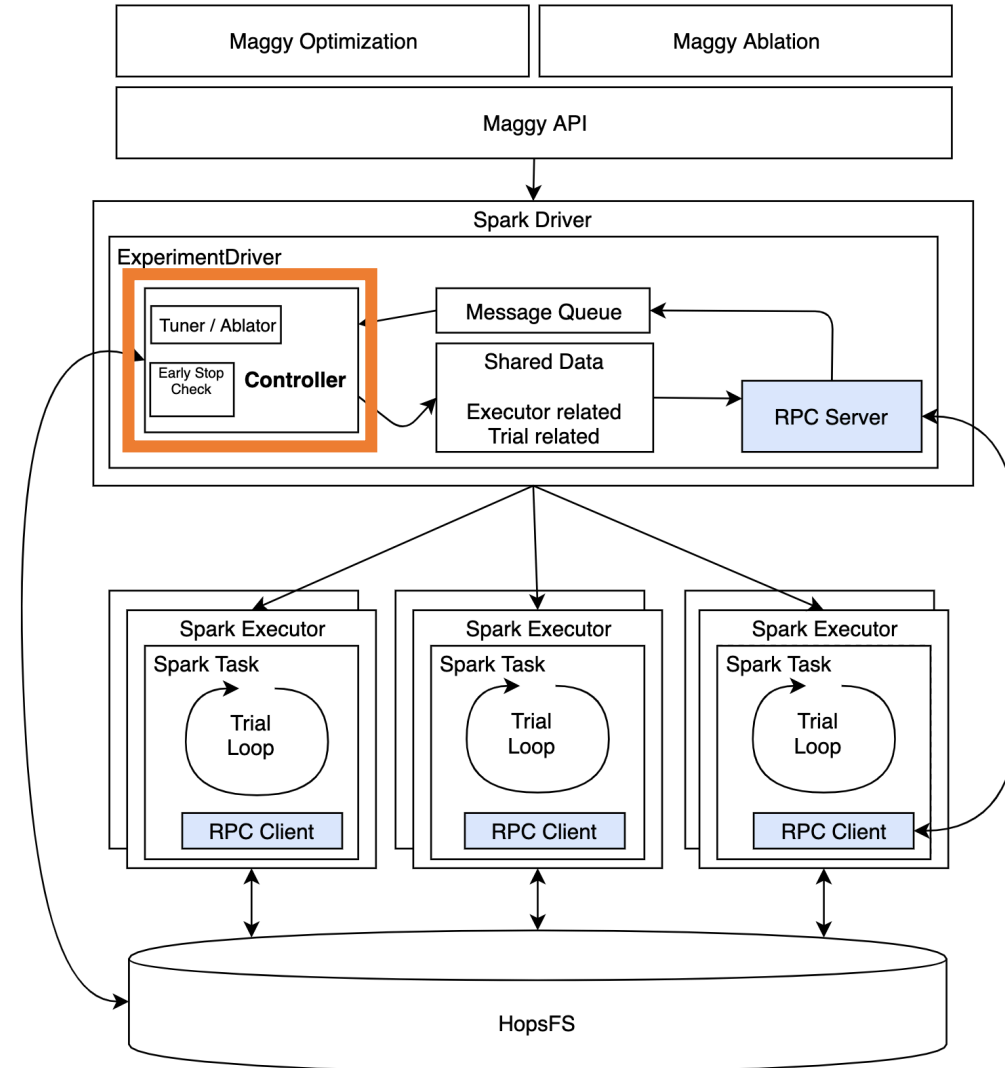 Maggy Optimization
Maggy Ablation
Maggy API
Spark Driver
ExperimentDriver
Tuner / Ablator
Early Stop
Check
Controller
Message Queue
Shared Data
Executor related
Trial related
RPC Server
Spark Executor
Spark Task
Trial
Loop
RPC Client
Spark Executor
Spark Task
Trial
Loop
RPC Client
Spark Executor
Spark Task
Trial
Loop
RPC Client
HopsFS